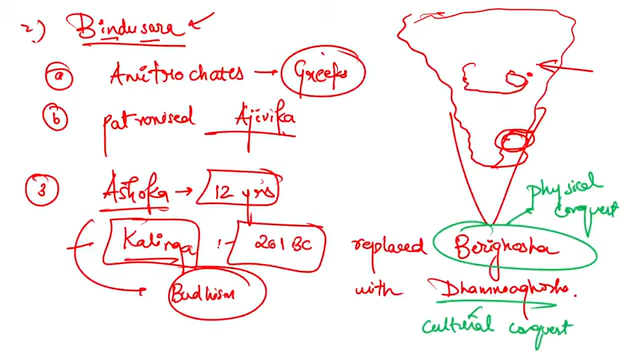 2.) Bindusara
a Amitrochates → Greeks
b patronised Ajivika
3 Ashoka → 12 yrs
Kalinga :- 261 BC
Budhism
physical conquest
replaced Berighosha
with Dhammaghosha.
cultural conquest